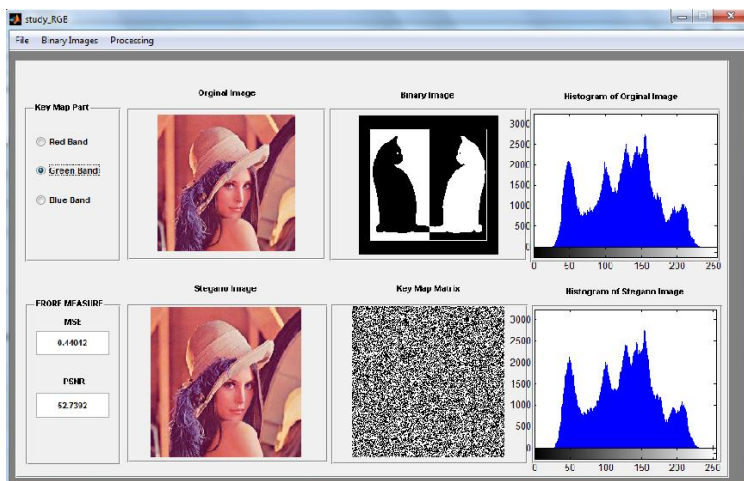 study_RGB
File Binary Images Processing
Key Map Part
Red Band
Green Band
Blue Band
Orginal Image
Binary Image
Histogram of Orginal Image
3000
2500
2000
1500
1000
500
0
0 50 100 150 200 250
ERORE MEASURE
MSE
0.44012
PSNR
52.7392
Stegano Image
Key Map Matrix
Histogram of Stegano Image
3000
2500
2000
1500
1000
500
0
0 50 100 150 200 250